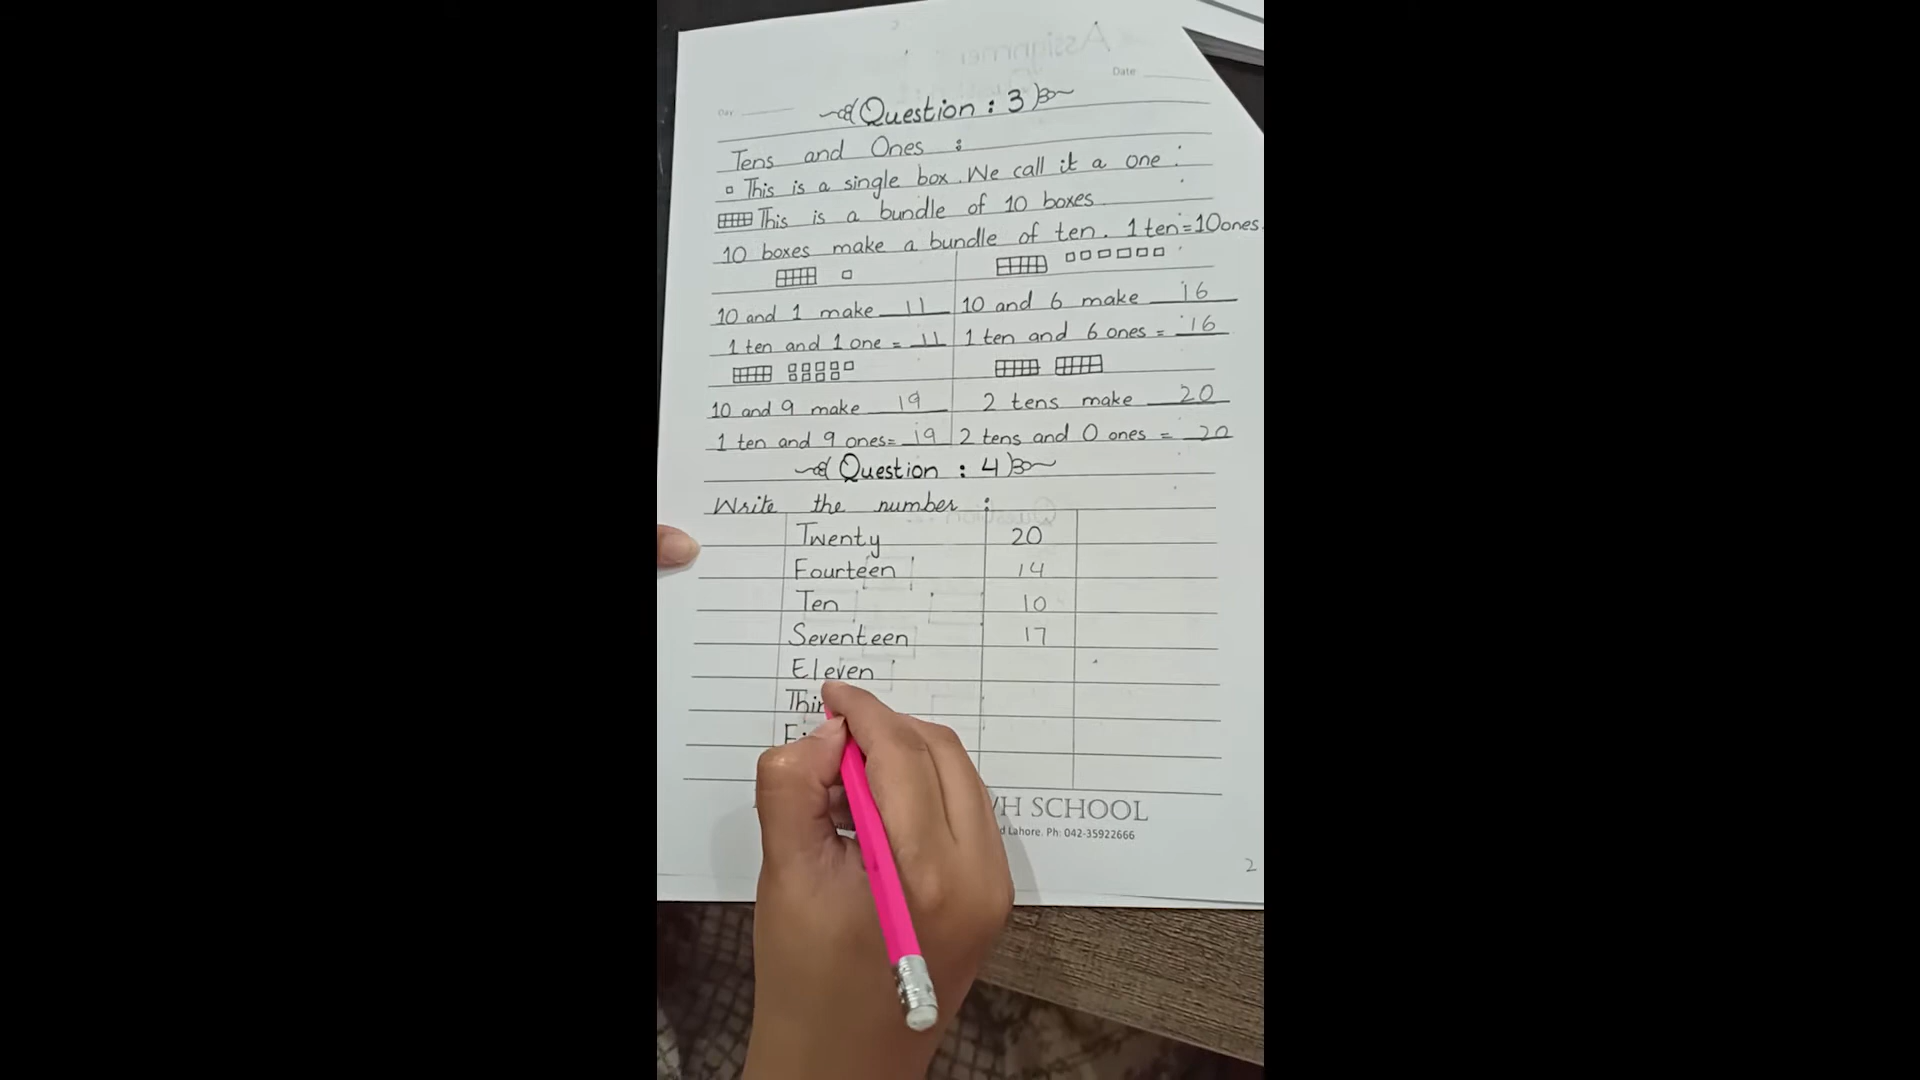 Assignmen
Date
Day
Question : 3
Tens and Ones :
This is a single box. We call it a one .
This is a bundle of 10 boxes
10 boxes make a bundle of ten. 1 ten = 10 ones.
10 and 1 make 11 10 and 6 make 16
1 ten and 1 one = 11 1 ten and 6 ones = 16
10 and 9 make 19 2 tens make 20
1 ten and 9 ones = 19 2 tens and 0 ones = 20
Question : 4
Write the number :
Twenty 20
Fourteen 14
Ten 10
Seventeen 17
Eleven
SCHOOL
Lahore. Ph: 042-35922666
2